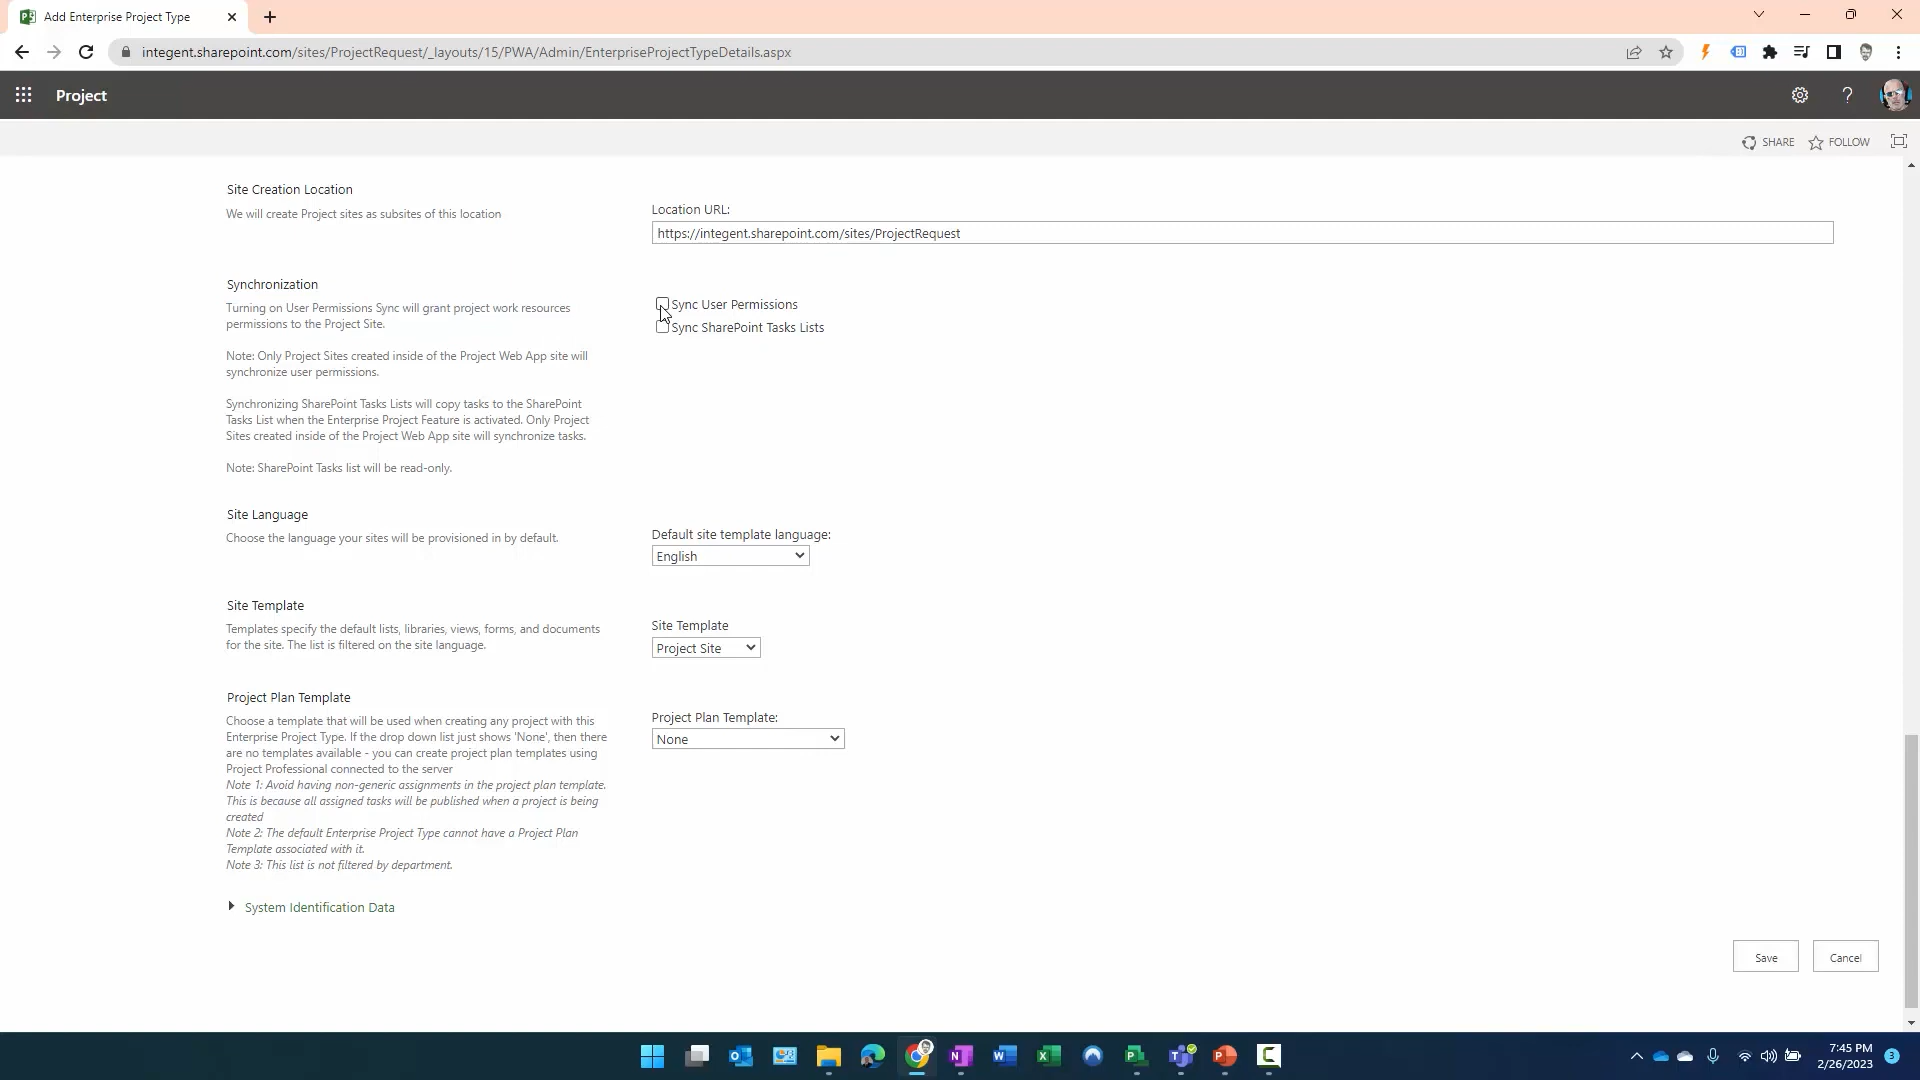 Add Enterprise Project Type
integent.sharepoint.com/sites/ProjectRequest/_layouts/15/PWA/Admin/EnterpriseProjectTypeDetails.aspx
Project
SHARE
FOLLOW
Site Creation Location
We will create Project sites as subsites of this location
Location URL:
https://integent.sharepoint.com/sites/ProjectRequest
Synchronization
Turning on User Permissions Sync will grant project work resources
permissions to the Project Site.
Note: Only Project Sites created inside of the Project Web App site will
synchronize user permissions.
Synchronizing SharePoint Tasks Lists will copy tasks to the SharePoint
Tasks List when the Enterprise Project Feature is activated. Only Project
Sites created inside of the Project Web App site will synchronize tasks.
Note: SharePoint Tasks list will be read-only.
Sync User Permissions
Sync SharePoint Tasks Lists
Site Language
Choose the language your sites will be provisioned in by default.
Default site template language:
English
Site Template
Templates specify the default lists, libraries, views, forms, and documents
for the site. The list is filtered on the site language.
Site Template
Project Site
Project Plan Template
Choose a template that will be used when creating any project with this
Enterprise Project Type. If the drop down list just shows 'None', then there
are no templates available - you can create project plan templates using
Project Professional connected to the server
Note 1: Avoid having non-generic assignments in the project plan template.
This is because all assigned tasks will be published when a project is being
created
Note 2: The default Enterprise Project Type cannot have a Project Plan
Template associated with it.
Note 3: This list is not filtered by department.
Project Plan Template:
None
System Identification Data
Save
Cancel
7:45 PM
2/26/2023
3